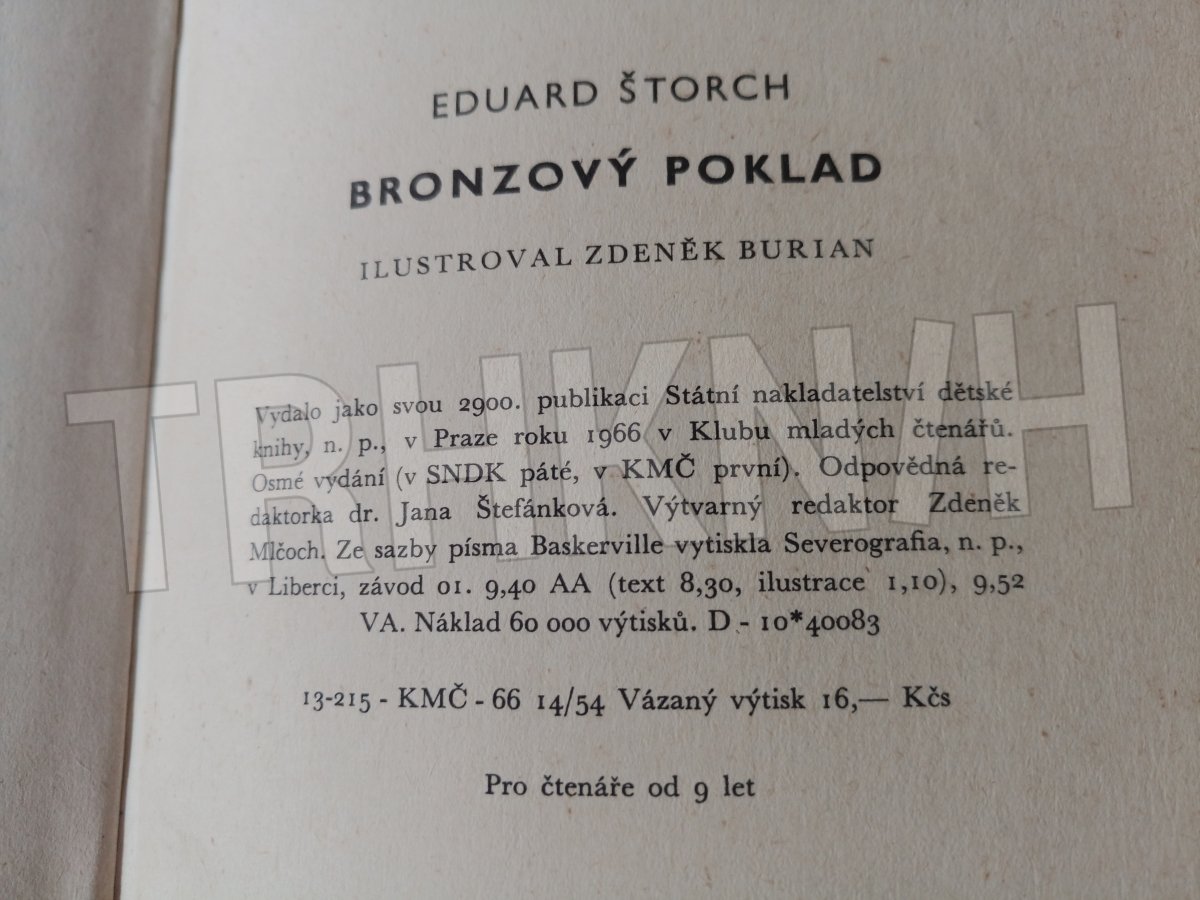 EDUARD ŠTORCH
BRONZOVÝ POKLAD
ILUSTROVAL ZDENĚK BURIAN
Vydalo jako svou 2900. publikaci Státní nakladatelství dětské
knihy, n. p., v Praze roku 1966 v Klubu mladých čtenářů.
Osmé vydání (v SNDK páté, v KMČ první). Odpovědná re-
daktorka dr. Jana Štefánková. Výtvarný redaktor Zdeněk
Mlčoch. Ze sazby písma Baskerville vytiskla Severografia, n. p.,
v Liberci, závod 01. 9,40 AA (text 8,30, ilustrace 1,10), 9,52
VA. Náklad 60 000 výtisků. D - 10*40083
13-215 - KMČ - 66 14/54 Vázaný výtisk 16,— Kčs
Pro čtenáře od 9 let
TRHKNIH